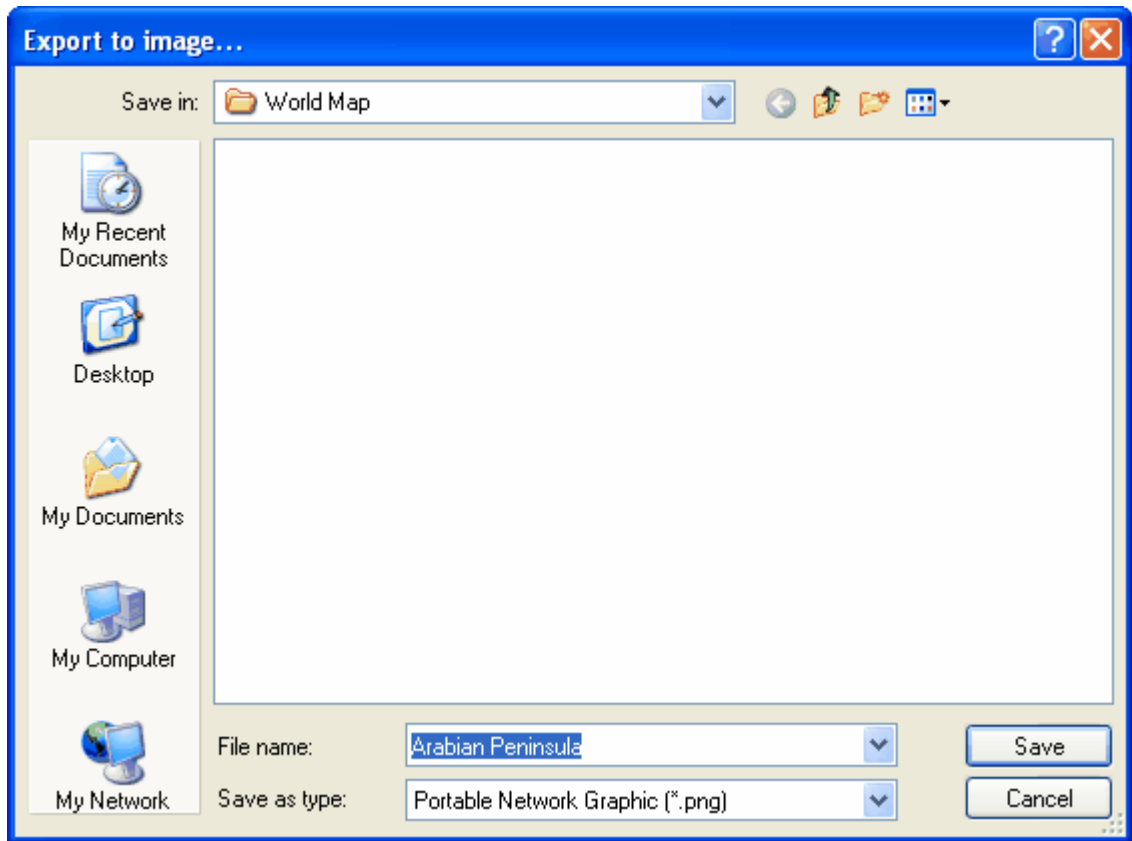 Export to image...
Save in:
World Map
My Recent
Documents
Desktop
My Documents
My Computer
My Network
File name:
Arabian Peninsula
Save
Save as type:
Portable Network Graphic (*.png)
Cancel